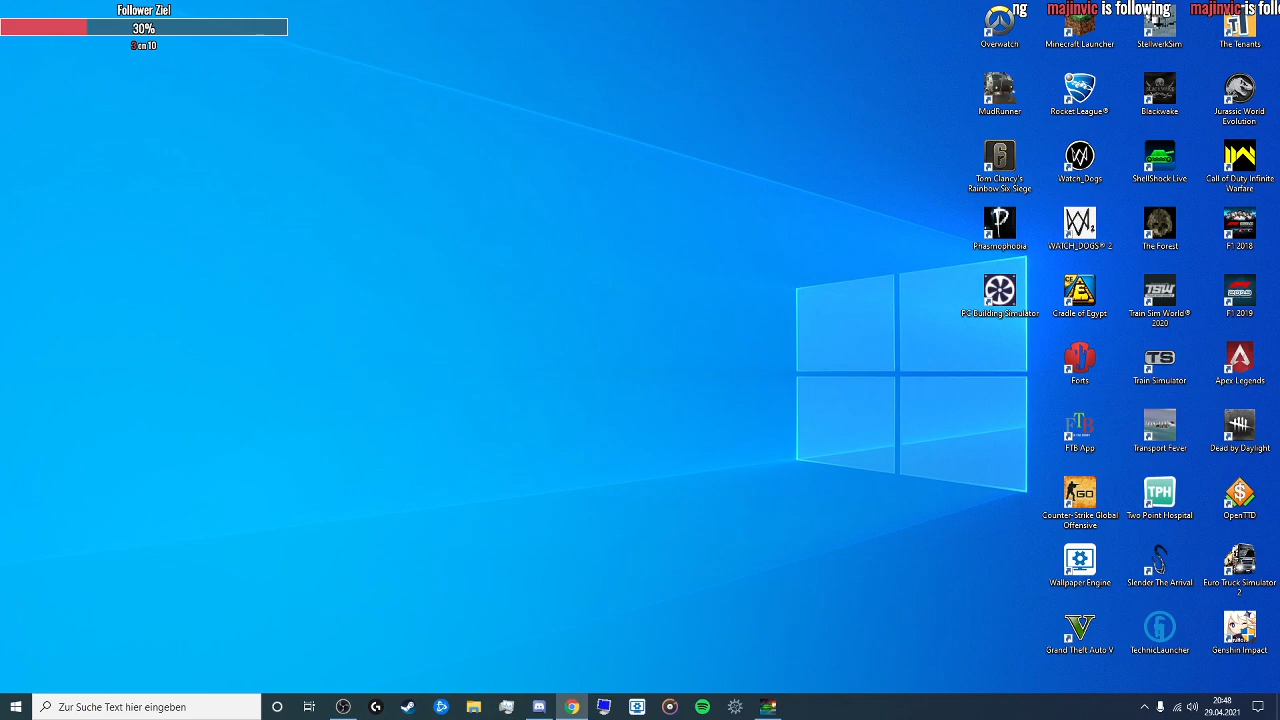 Follower Ziel
30%
3 en 10
ng majinvic is following majinvic is foll
Overwatch
Minecraft Launcher
StellwerkSim
The Tenants
MudRunner
Rocket League®
Blackwake
Jurassic World
Evolution
Tom Clancy's
Rainbow Six Siege
Watch_Dogs
ShellShock Live
Call of Duty Infinite
Warfare
Phasmophobia
WATCH_DOGS® 2
The Forest
F1 2018
PC Building Simulator
Cradle of Egypt
Train Sim World®
2020
F1 2019
Forts
Train Simulator
Apex Legends
FTB App
Transport Fever
Dead by Daylight
Counter-Strike Global
Offensive
Two Point Hospital
OpenTTD
Wallpaper Engine
Slender The Arrival
Euro Truck Simulator
2
Grand Theft Auto V
TechnicLauncher
Genshin Impact
Zur Suche Text hier eingeben
20:48
29.04.2021